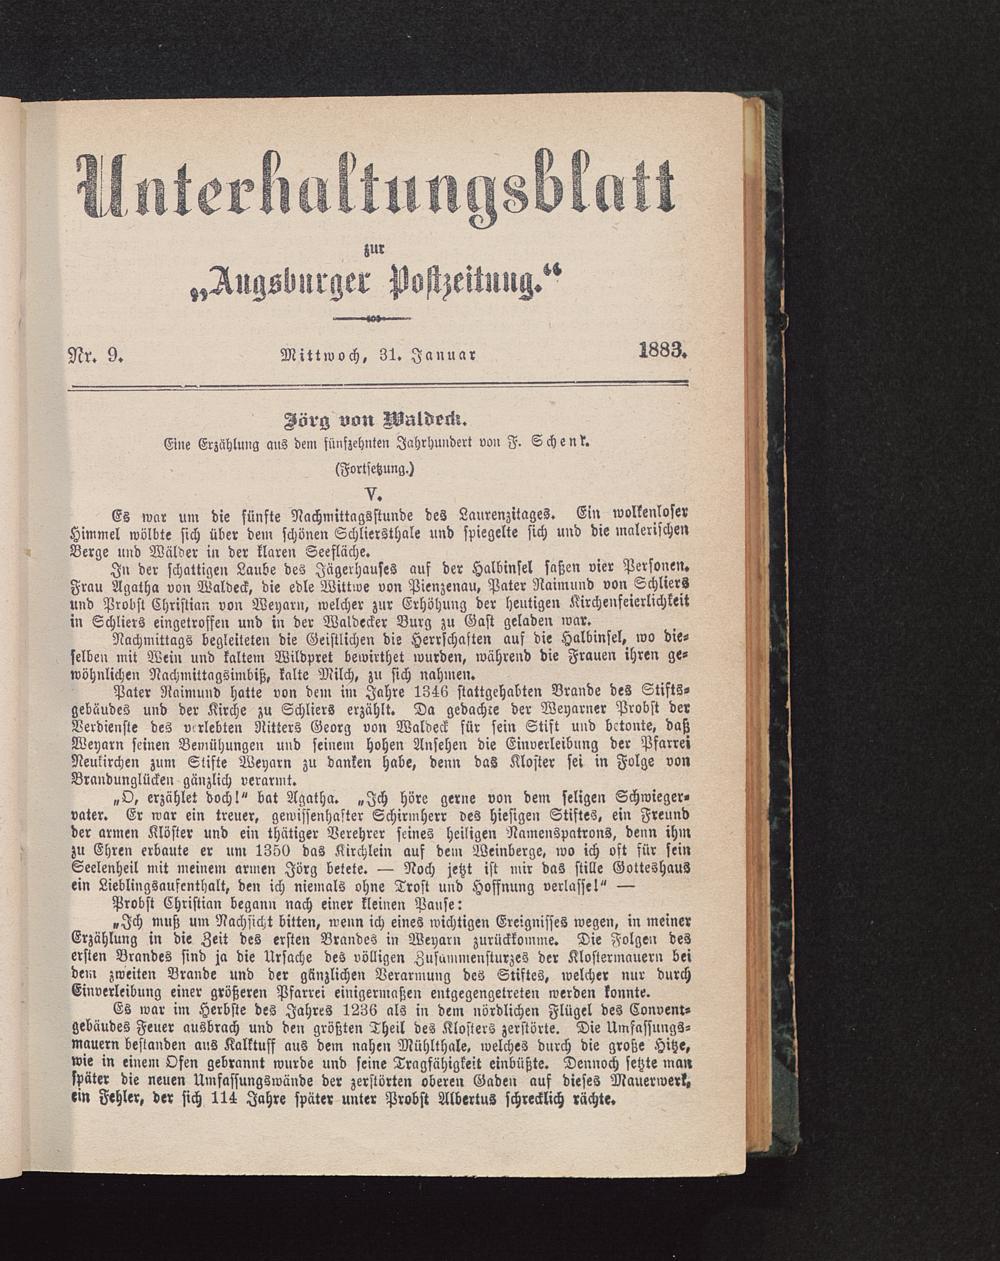 Unterhaltungsblatt
zur
„Augsburger Postzeitung.“
Nr. 9. Mittwoch, 31. Januar 1883.
Jörg von Waldeck.
Eine Erzählung aus dem fünfzehnten Jahrhundert von F. Schenk.
(Fortsetzung.)
V.
Es war um die fünfte Nachmittagsstunde des Laurenzitages. Ein wolkenloser
Himmel wölbte sich über dem schönen Schliersthale und spiegelte sich und die malerischen
Berge und Wälder in der klaren Seefläche.
In der schattigen Laube des Jägerhauses auf der Halbinsel saßen vier Personen.
Frau Agatha von Waldeck, die edle Wittwe von Pienzenau, Pater Raimund von Schliers
und Probst Christian von Weyarn, welcher zur Erhöhung der heutigen Kirchenfeierlichkeit
in Schliers eingetroffen und in der Waldecker Burg zu Gast geladen war.
Nachmittags begleiteten die Geistlichen die Herrschaften auf die Halbinsel, wo die-
selben mit Wein und kaltem Wildpret bewirthet wurden, während die Frauen ihren ge-
wöhnlichen Nachmittagsimbiß, kalte Milch, zu sich nahmen.
Pater Raimund hatte von dem im Jahre 1346 stattgehabten Brande des Stifts-
gebäudes und der Kirche zu Schliers erzählt. Da gedachte der Weyarner Probst der
Verdienste des verlebten Ritters Georg von Waldeck für sein Stift und betonte, daß
Weyarn seinen Bemühungen und seinem hohen Ansehen die Einverleibung der Pfarrei
Neukirchen zum Stifte Weyarn zu danken habe, denn das Kloster sei in Folge von
Brandunglücken gänzlich verarmt.
„O, erzählet doch!“ bat Agatha. „Ich höre gerne von dem seligen Schwieger-
vater. Er war ein treuer, gewissenhafter Schirmherr des hiesigen Stiftes, ein Freund
der armen Klöster und ein thätiger Verehrer seines heiligen Namenspatrons, denn ihm
zu Ehren erbaute er um 1350 das Kirchlein auf dem Weinberge, wo ich oft für sein
Seelenheil mit meinem armen Jörg betete. — Noch jetzt ist mir das stille Gotteshaus
ein Lieblingsaufenthalt, den ich niemals ohne Trost und Hoffnung verlasse!“ —
Probst Christian begann nach einer kleinen Pause:
„Ich muß um Nachsicht bitten, wenn ich eines wichtigen Ereignisses wegen, in meiner
Erzählung in die Zeit des ersten Brandes in Weyarn zurückkomme. Die Folgen des
ersten Brandes sind ja die Ursache des völligen Zusammensturzes der Klostermauern bei
dem zweiten Brande und der gänzlichen Verarmung des Stiftes, welcher nur durch
Einverleibung einer größeren Pfarrei einigermaßen entgegengetreten werden konnte.
Es war im Herbste des Jahres 1236 als in dem nördlichen Flügel des Convent-
gebäudes Feuer ausbrach und den größten Theil des Klosters zerstörte. Die Umfassungs-
mauern bestanden aus Kalktuff aus dem nahen Mühlthale, welches durch die große Hitze,
wie in einem Ofen gebrannt wurde und seine Tragfähigkeit einbüßte. Dennoch setzte man
später die neuen Umfassungswände der zerstörten oberen Gaden auf dieses Mauerwerk,
ein Fehler, der sich 114 Jahre später unter Probst Albertus schrecklich rächte.